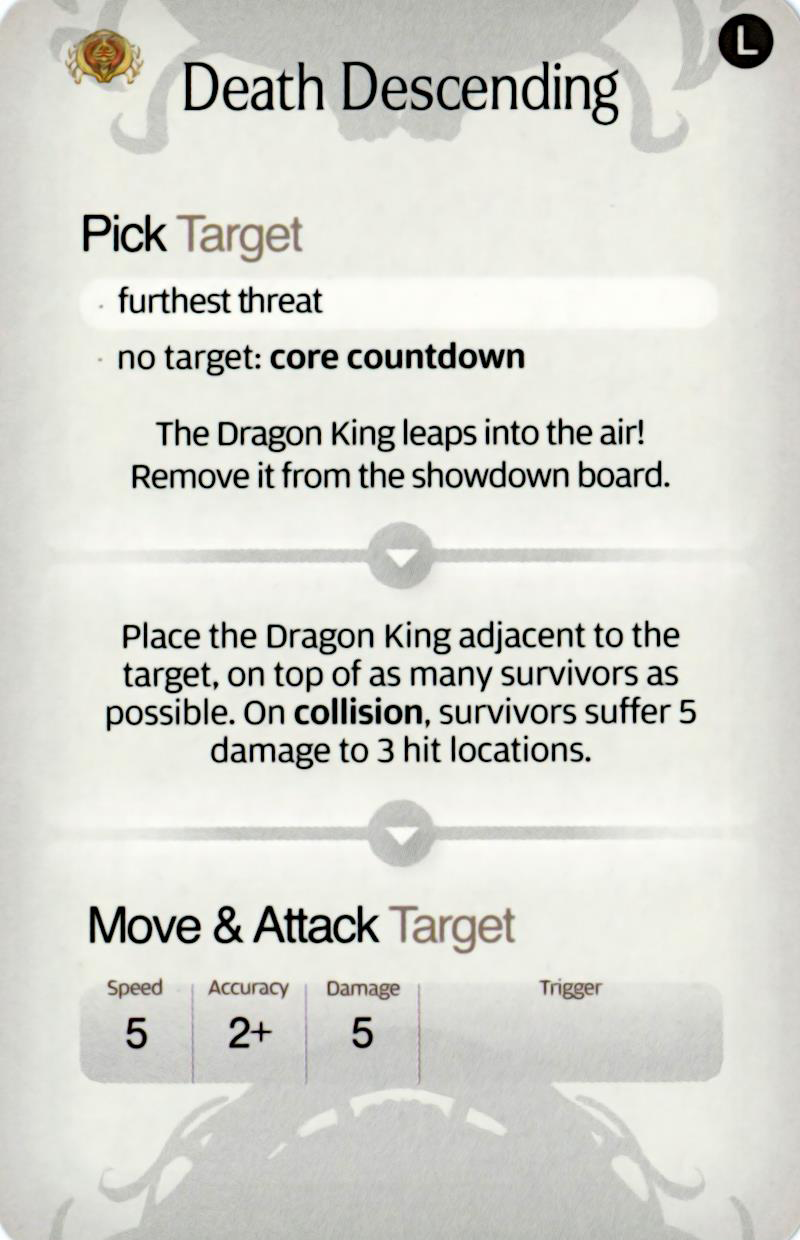 L
Death Descending
Pick Target
· furthest threat
· no target: core countdown
The Dragon King leaps into the air!
Remove it from the showdown board.
Place the Dragon King adjacent to the
target, on top of as many survivors as
possible. On collision, survivors suffer 5
damage to 3 hit locations.
Move & Attack Target
Speed Accuracy Damage Trigger
5 2+ 5